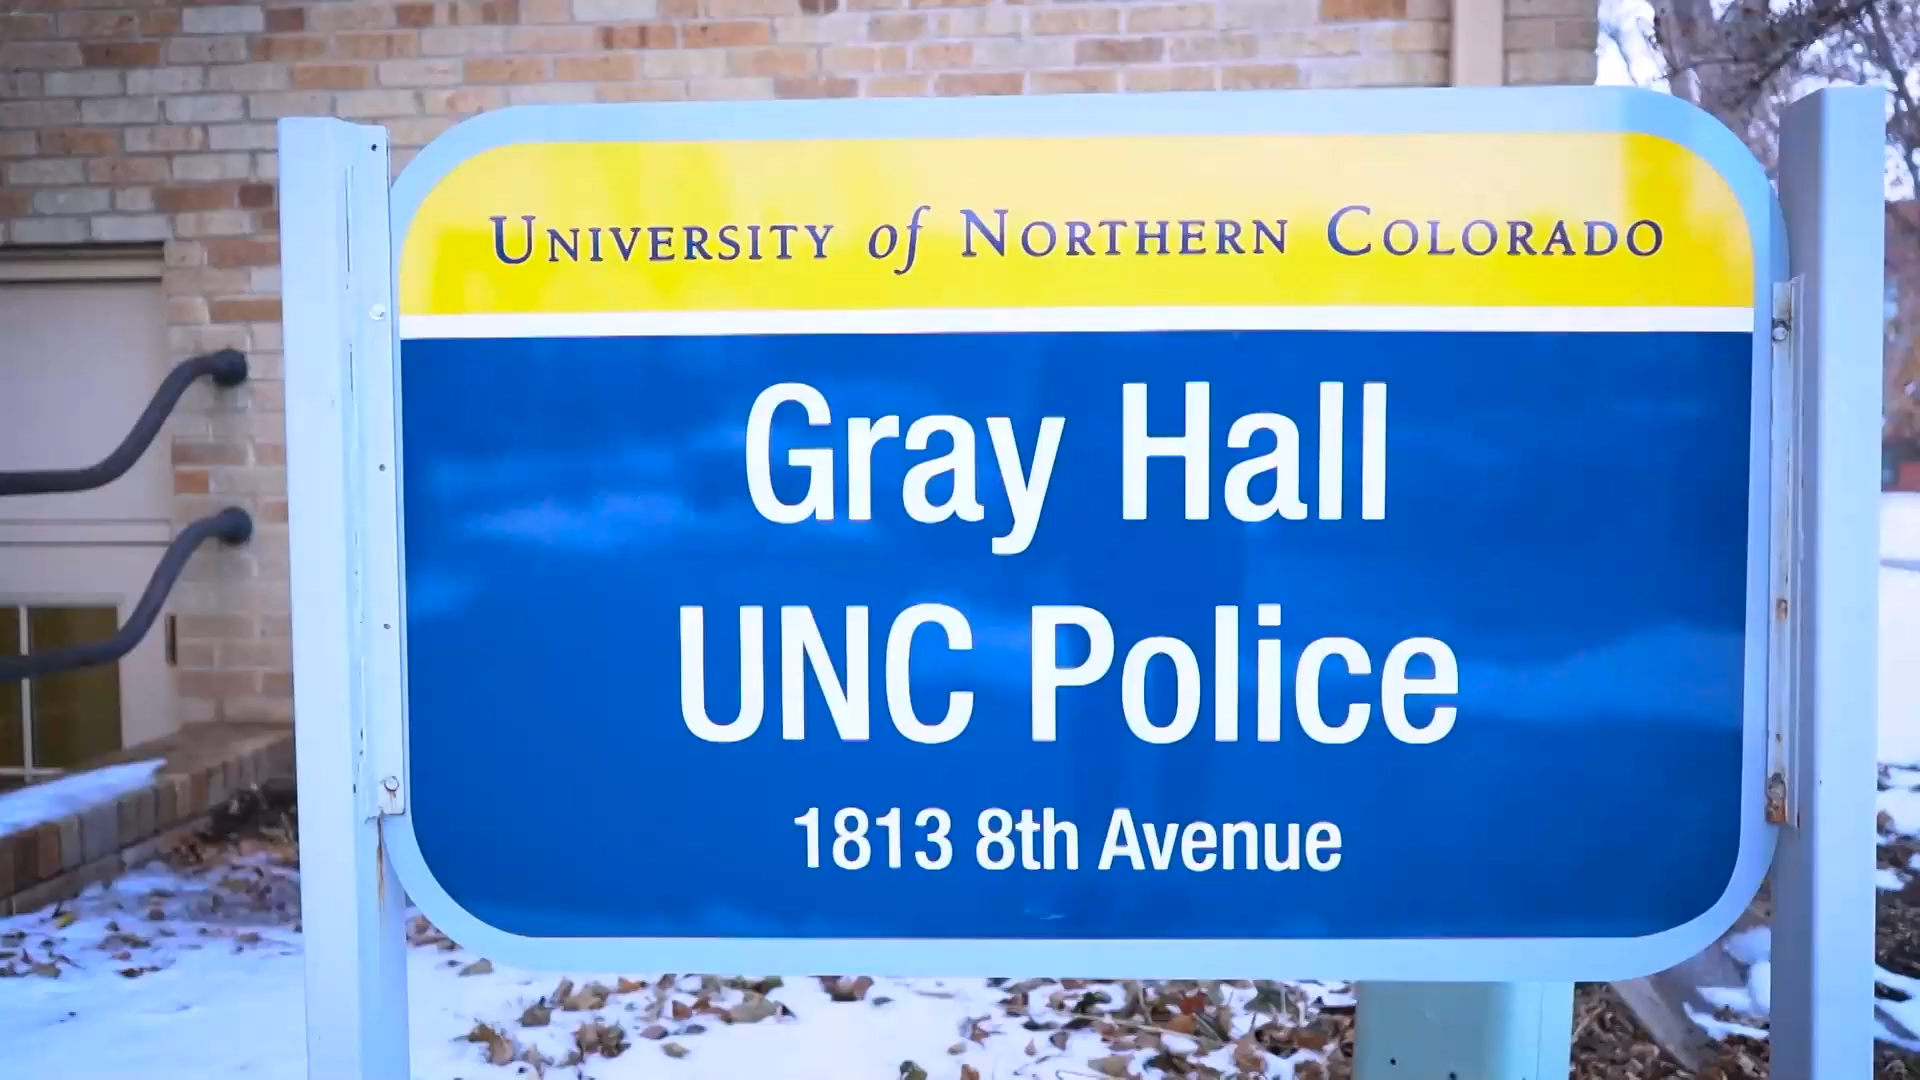 UNIVERSITY of NORTHERN COLORADO
Gray Hall
UNC Police
1813 8th Avenue